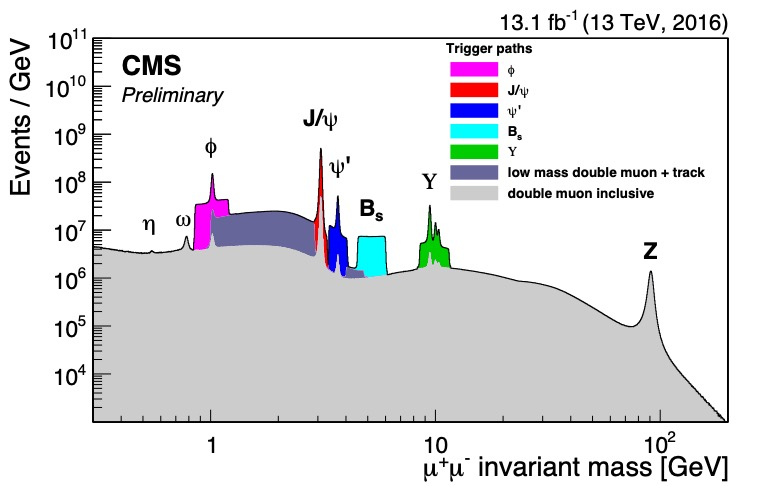 13.1 fb⁻¹ (13 TeV, 2016)
Events / GeV
10¹¹
10¹⁰
10⁹
10⁸
10⁷
10⁶
10⁵
10⁴
CMS
Preliminary
Trigger paths
φ
J/ψ
ψ'
Bₛ
Υ
low mass double muon + track
double muon inclusive
η
ω
φ
J/ψ
ψ'
Bₛ
Υ
Z
1
10
10²
μ⁺μ⁻ invariant mass [GeV]